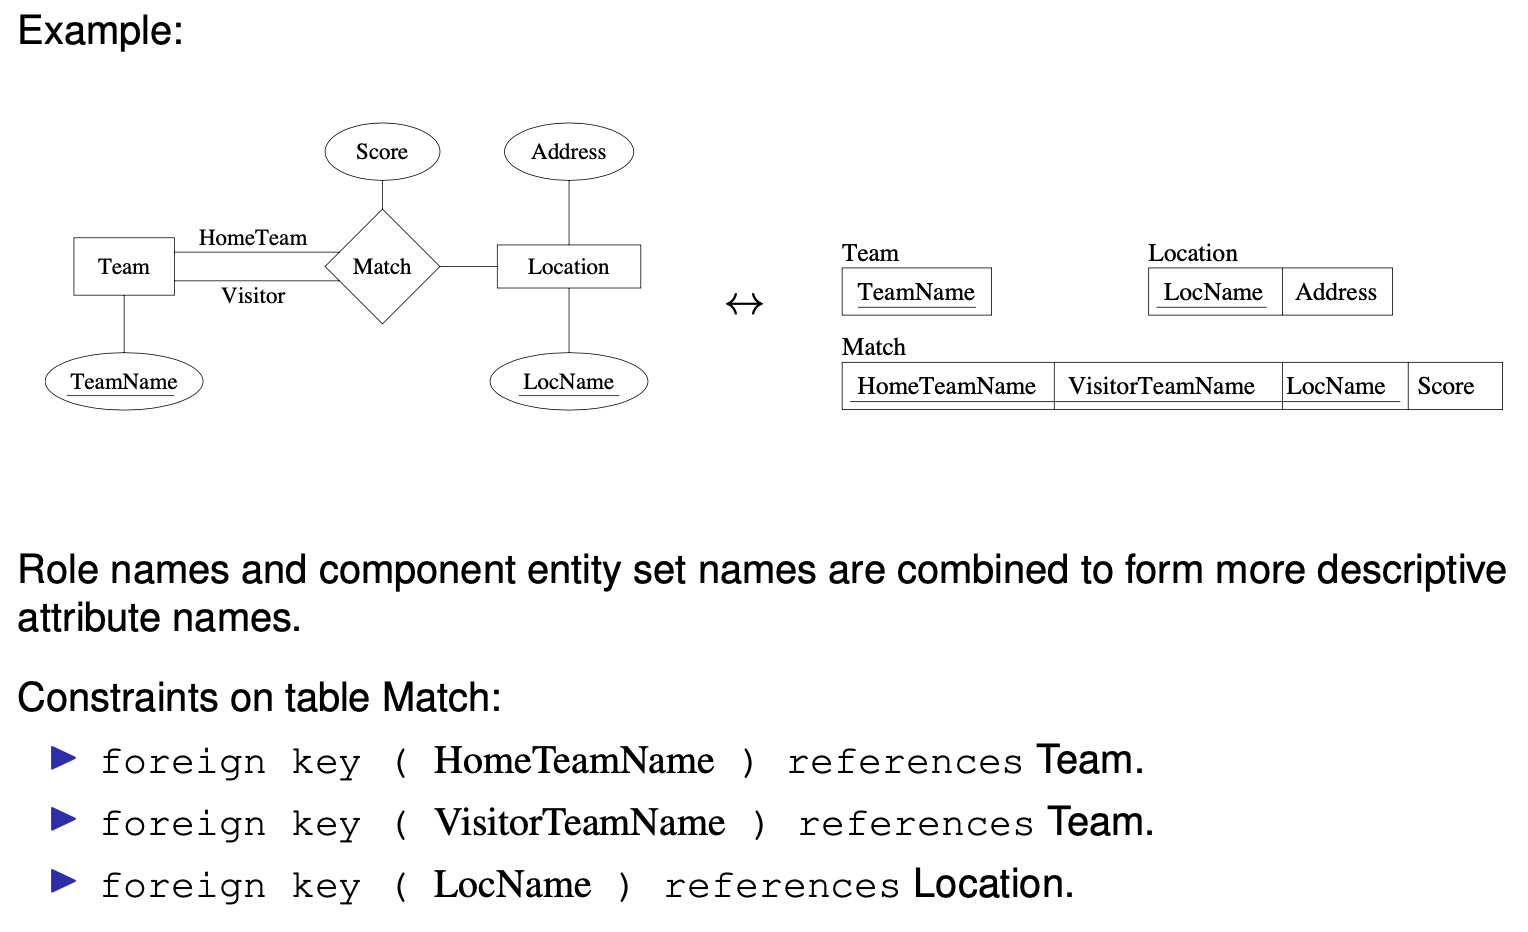 Example:
Score
Address
HomeTeam
Team
Match
Location
Visitor
TeamName
LocName
↔
Team
Location
TeamName
LocName Address
Match
HomeTeamName VisitorTeamName LocName Score
Role names and component entity set names are combined to form more descriptive
attribute names.
Constraints on table Match:
▶ foreign key ( HomeTeamName ) references Team.
▶ foreign key ( VisitorTeamName ) references Team.
▶ foreign key ( LocName ) references Location.